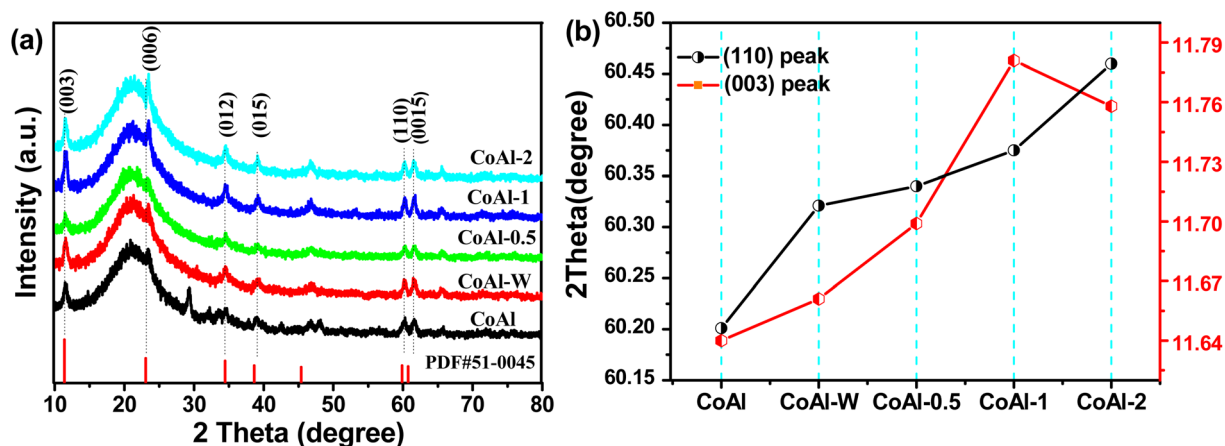 (a)
Intensity (a.u.)
(003)
(006)
(012)
(015)
(110)
(0015)
CoAl-2
CoAl-1
CoAl-0.5
CoAl-W
CoAl
PDF#51-0045
10 20 30 40 50 60 70 80
2 Theta (degree)
(b)
2Theta(degree)
60.50
60.45
60.40
60.35
60.30
60.25
60.20
60.15
(110) peak
(003) peak
11.79
11.76
11.73
11.70
11.67
11.64
CoAl CoAl-W CoAl-0.5 CoAl-1 CoAl-2